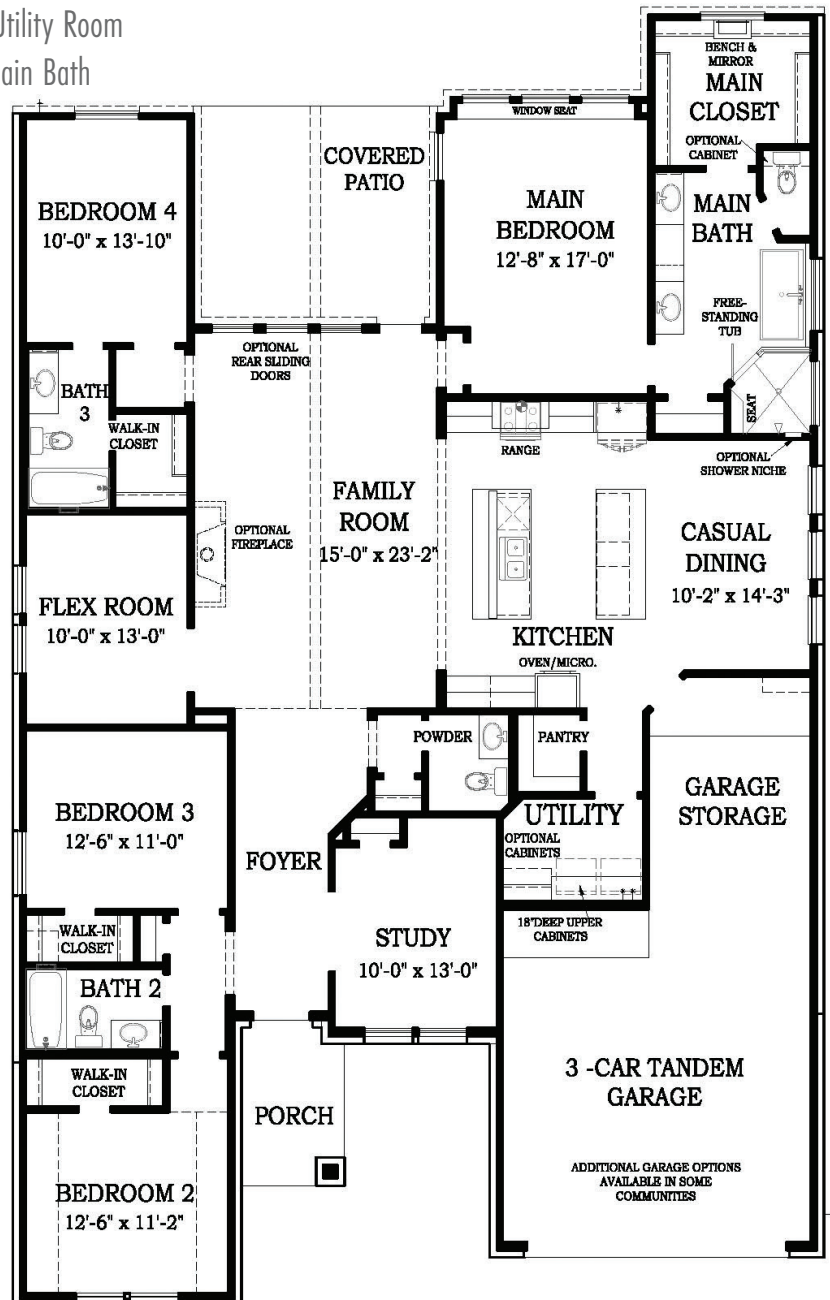 Utility Room
ain Bath
BENCH &
MIRROR
MAIN
CLOSET
OPTIONAL
CABINET
WINDOW SEAT
COVERED
PATIO
BEDROOM 4
10'-0" x 13'-10"
MAIN
BEDROOM
12'-8" x 17'-0"
MAIN
BATH
FREE-
STANDING
TUB
OPTIONAL
REAR SLIDING
DOORS
BATH
3
WALK-IN
CLOSET
SEAT
RANGE
OPTIONAL
SHOWER NICHE
FAMILY
ROOM
15'-0" x 23'-2"
OPTIONAL
FIREPLACE
CASUAL
DINING
10'-2" x 14'-3"
FLEX ROOM
10'-0" x 13'-0"
KITCHEN
OVEN/MICRO.
POWDER
PANTRY
BEDROOM 3
12'-6" x 11'-0"
GARAGE
STORAGE
UTILITY
OPTIONAL
CABINETS
FOYER
18"DEEP UPPER
CABINETS
WALK-IN
CLOSET
STUDY
10'-0" x 13'-0"
BATH 2
WALK-IN
CLOSET
3 -CAR TANDEM
GARAGE
PORCH
ADDITIONAL GARAGE OPTIONS
AVAILABLE IN SOME
COMMUNITIES
BEDROOM 2
12'-6" x 11'-2"